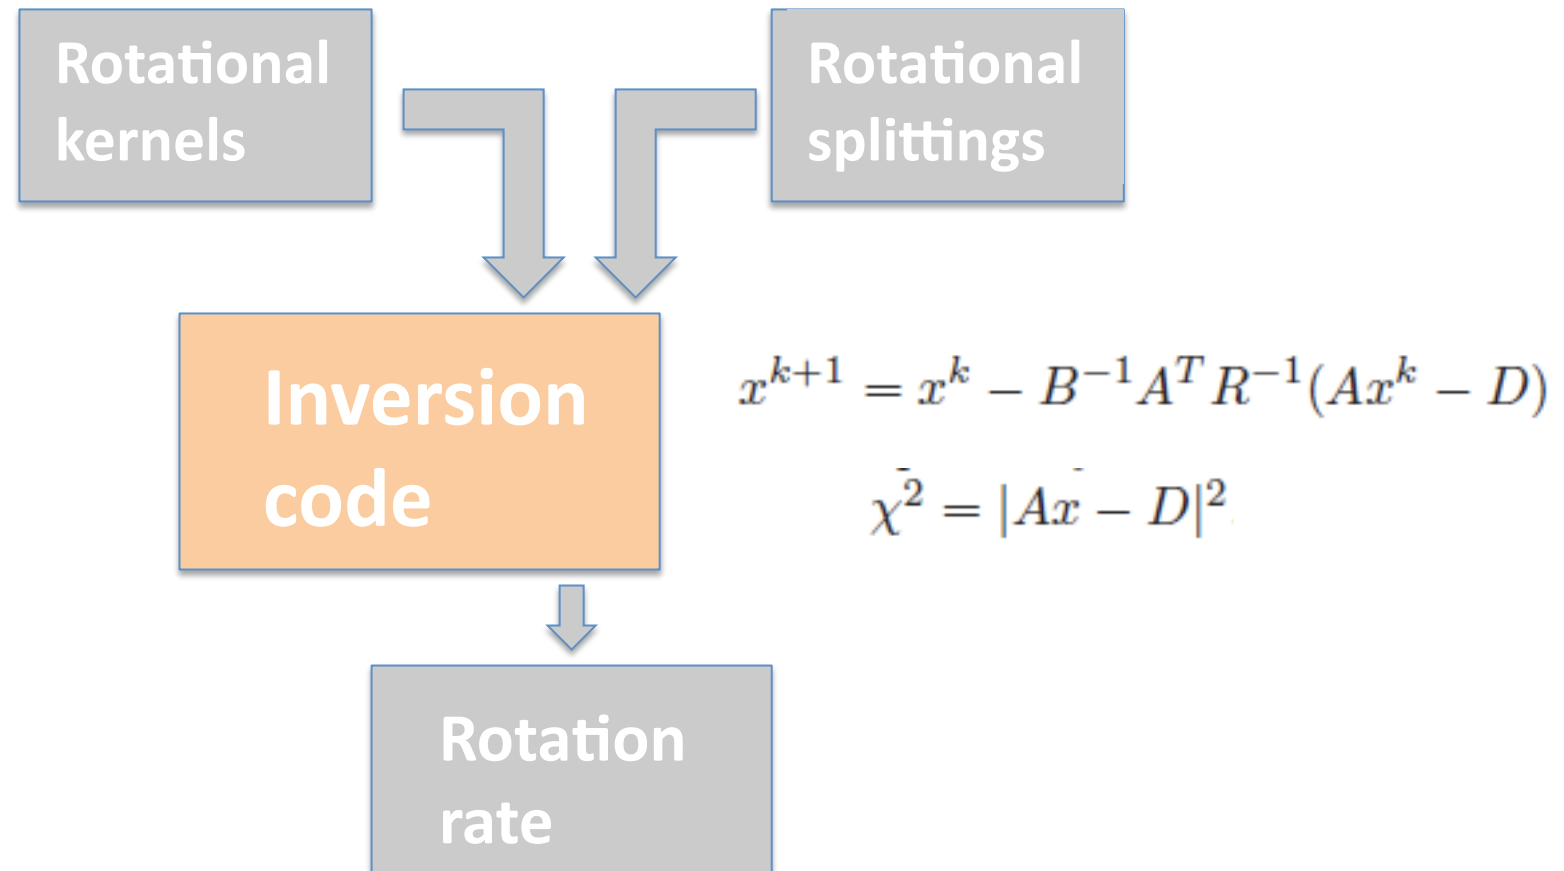 Rotational
kernels
Rotational
splittings
Inversion
code
x^{k+1} = x^k − B^{−1}A^T R^{−1}(Ax^k − D)
χ^2 = |Ax − D|^2
Rotation
rate